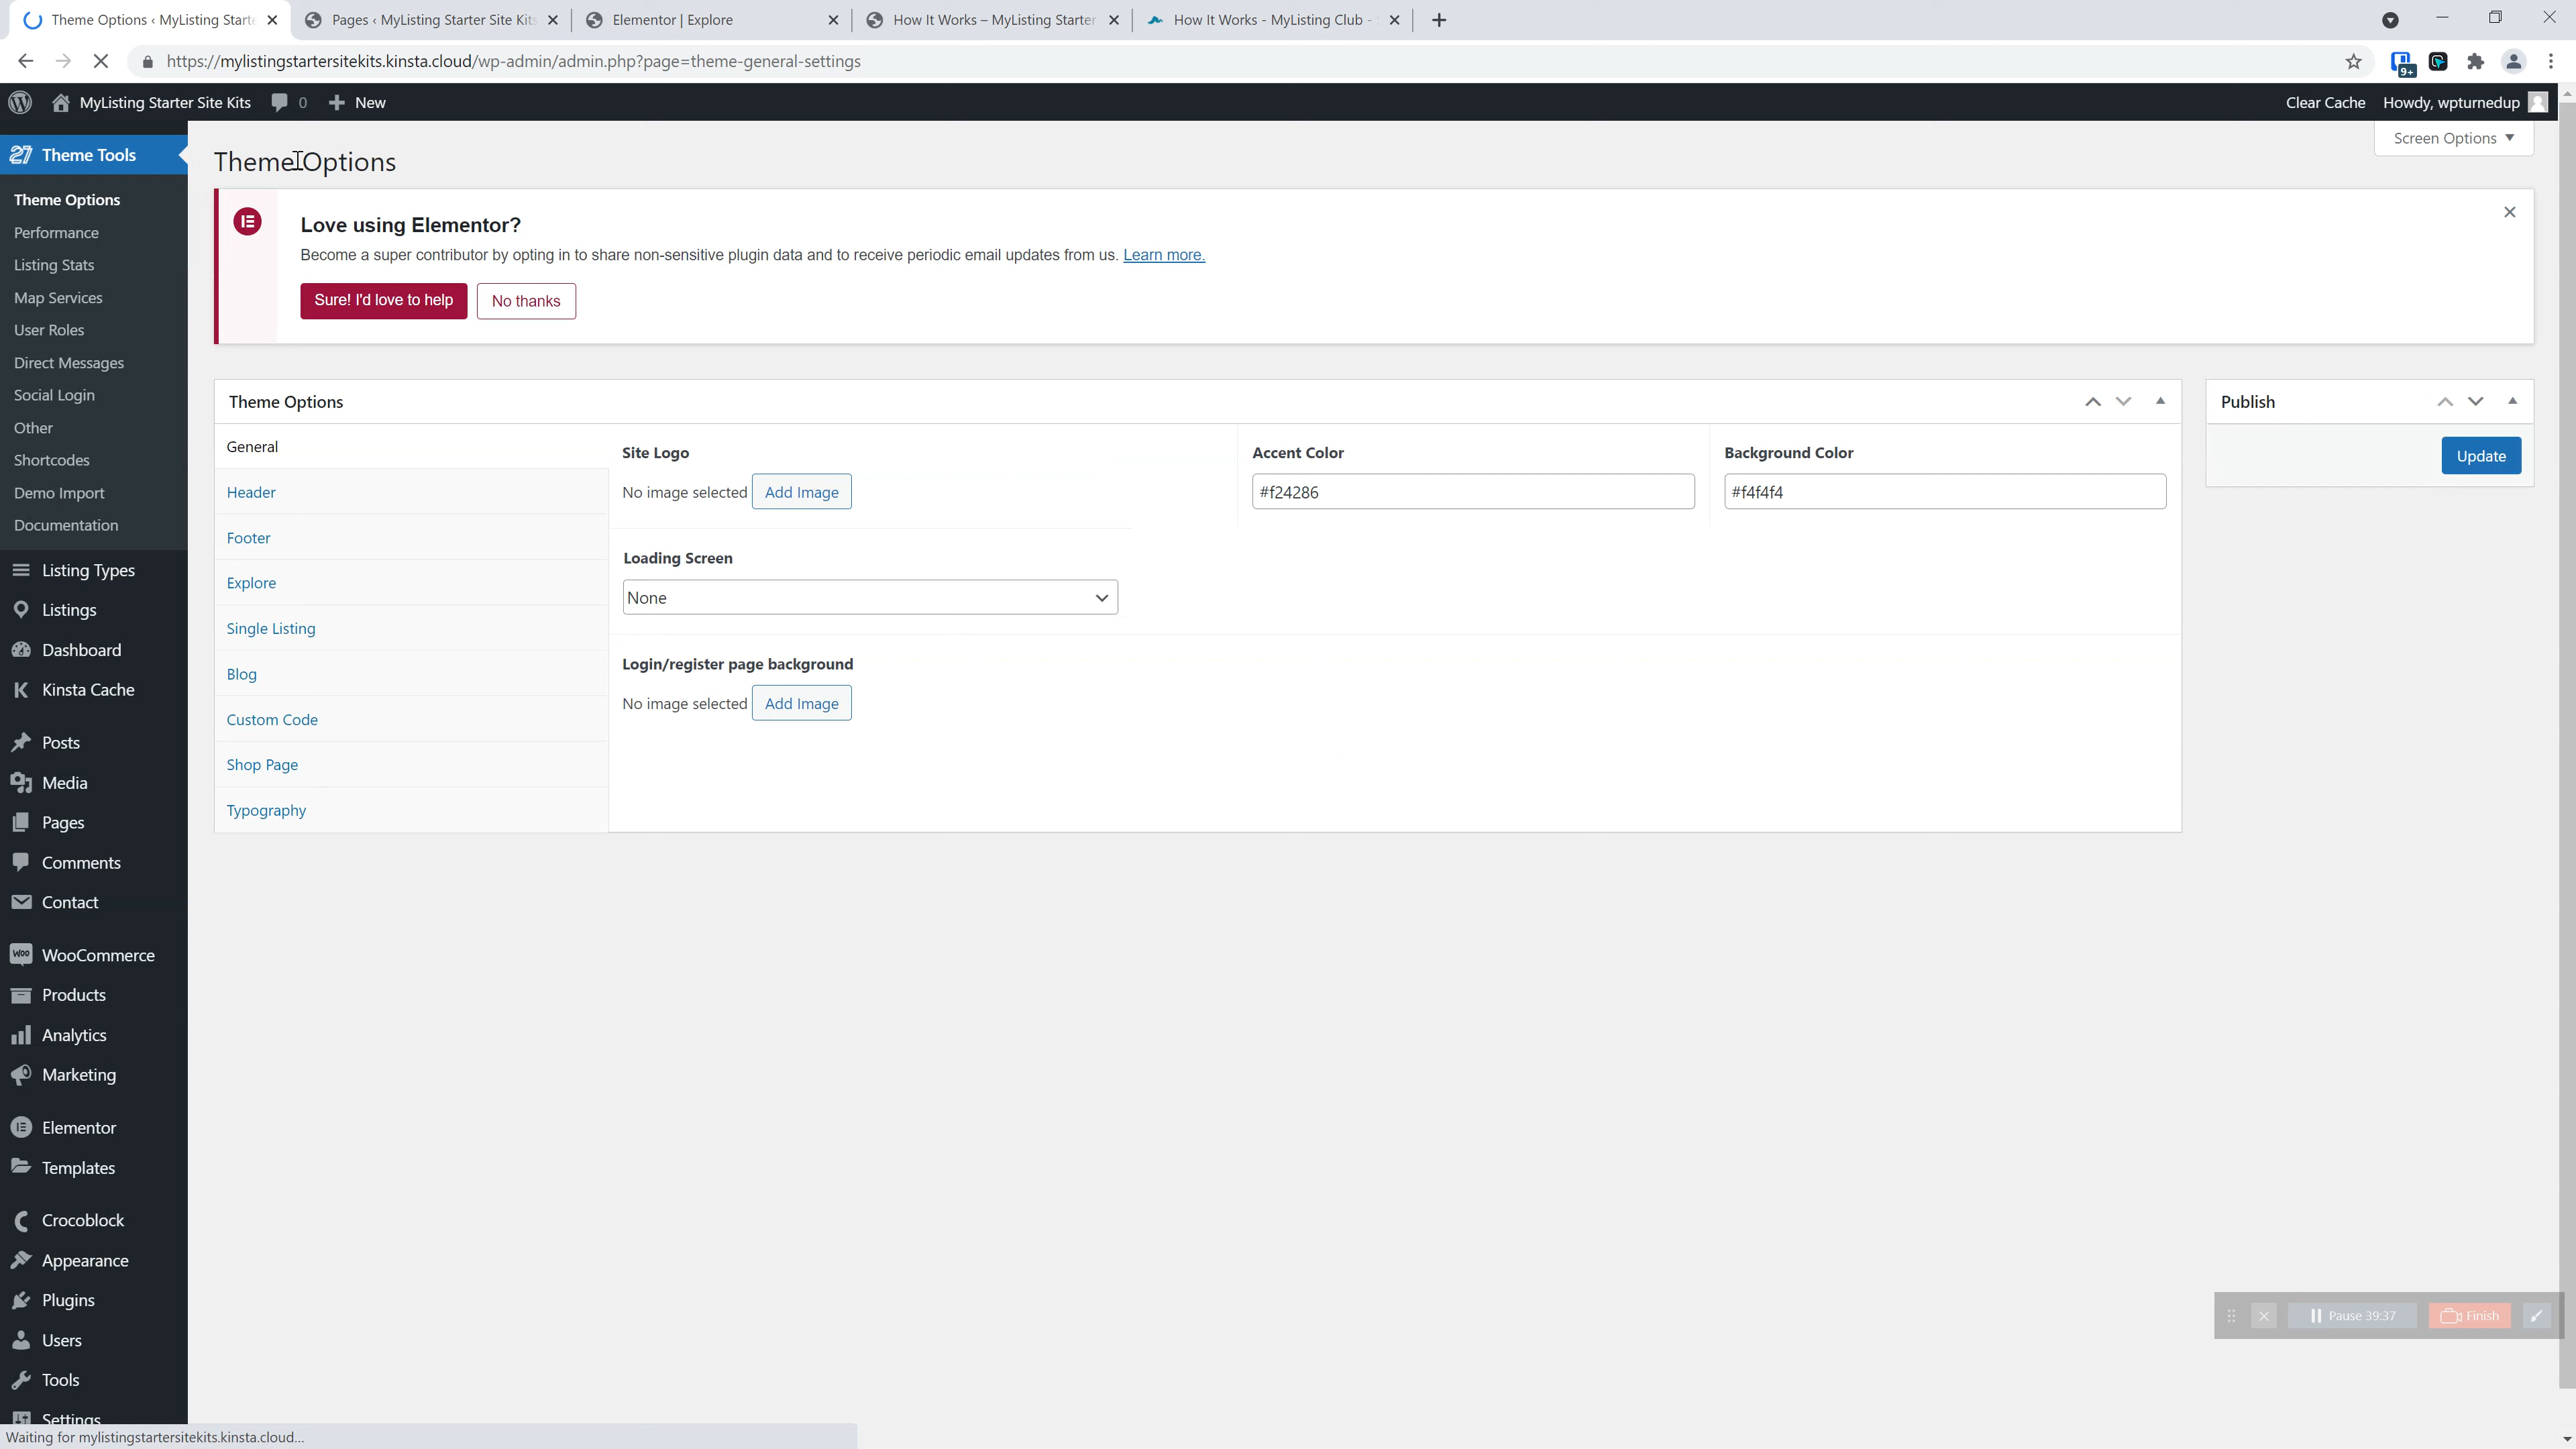 Theme Options ‹ MyListing Starte
Pages ‹ MyListing Starter Site Kits
Elementor | Explore
How It Works – MyListing Starter
How It Works - MyListing Club -
https://mylistingstartersitekits.kinsta.cloud/wp-admin/admin.php?page=theme-general-settings
9+
MyListing Starter Site Kits
0
New
Clear Cache
Howdy, wpturnedup
27 Theme Tools
Theme Options
Performance
Listing Stats
Map Services
User Roles
Direct Messages
Social Login
Other
Shortcodes
Demo Import
Documentation
Listing Types
Listings
Dashboard
Kinsta Cache
Posts
Media
Pages
Comments
Contact
WooCommerce
Products
Analytics
Marketing
Elementor
Templates
Crocoblock
Appearance
Plugins
Users
Tools
Settings
Theme Options
Screen Options
Love using Elementor?
Become a super contributor by opting in to share non-sensitive plugin data and to receive periodic email updates from us. Learn more.
Sure! I'd love to help
No thanks
Theme Options
General
Header
Footer
Explore
Single Listing
Blog
Custom Code
Shop Page
Typography
Site Logo
No image selected Add Image
Accent Color
#f24286
Background Color
#f4f4f4
Loading Screen
None
Login/register page background
No image selected Add Image
Publish
Update
Pause 39:37
Finish
Waiting for mylistingstartersitekits.kinsta.cloud...